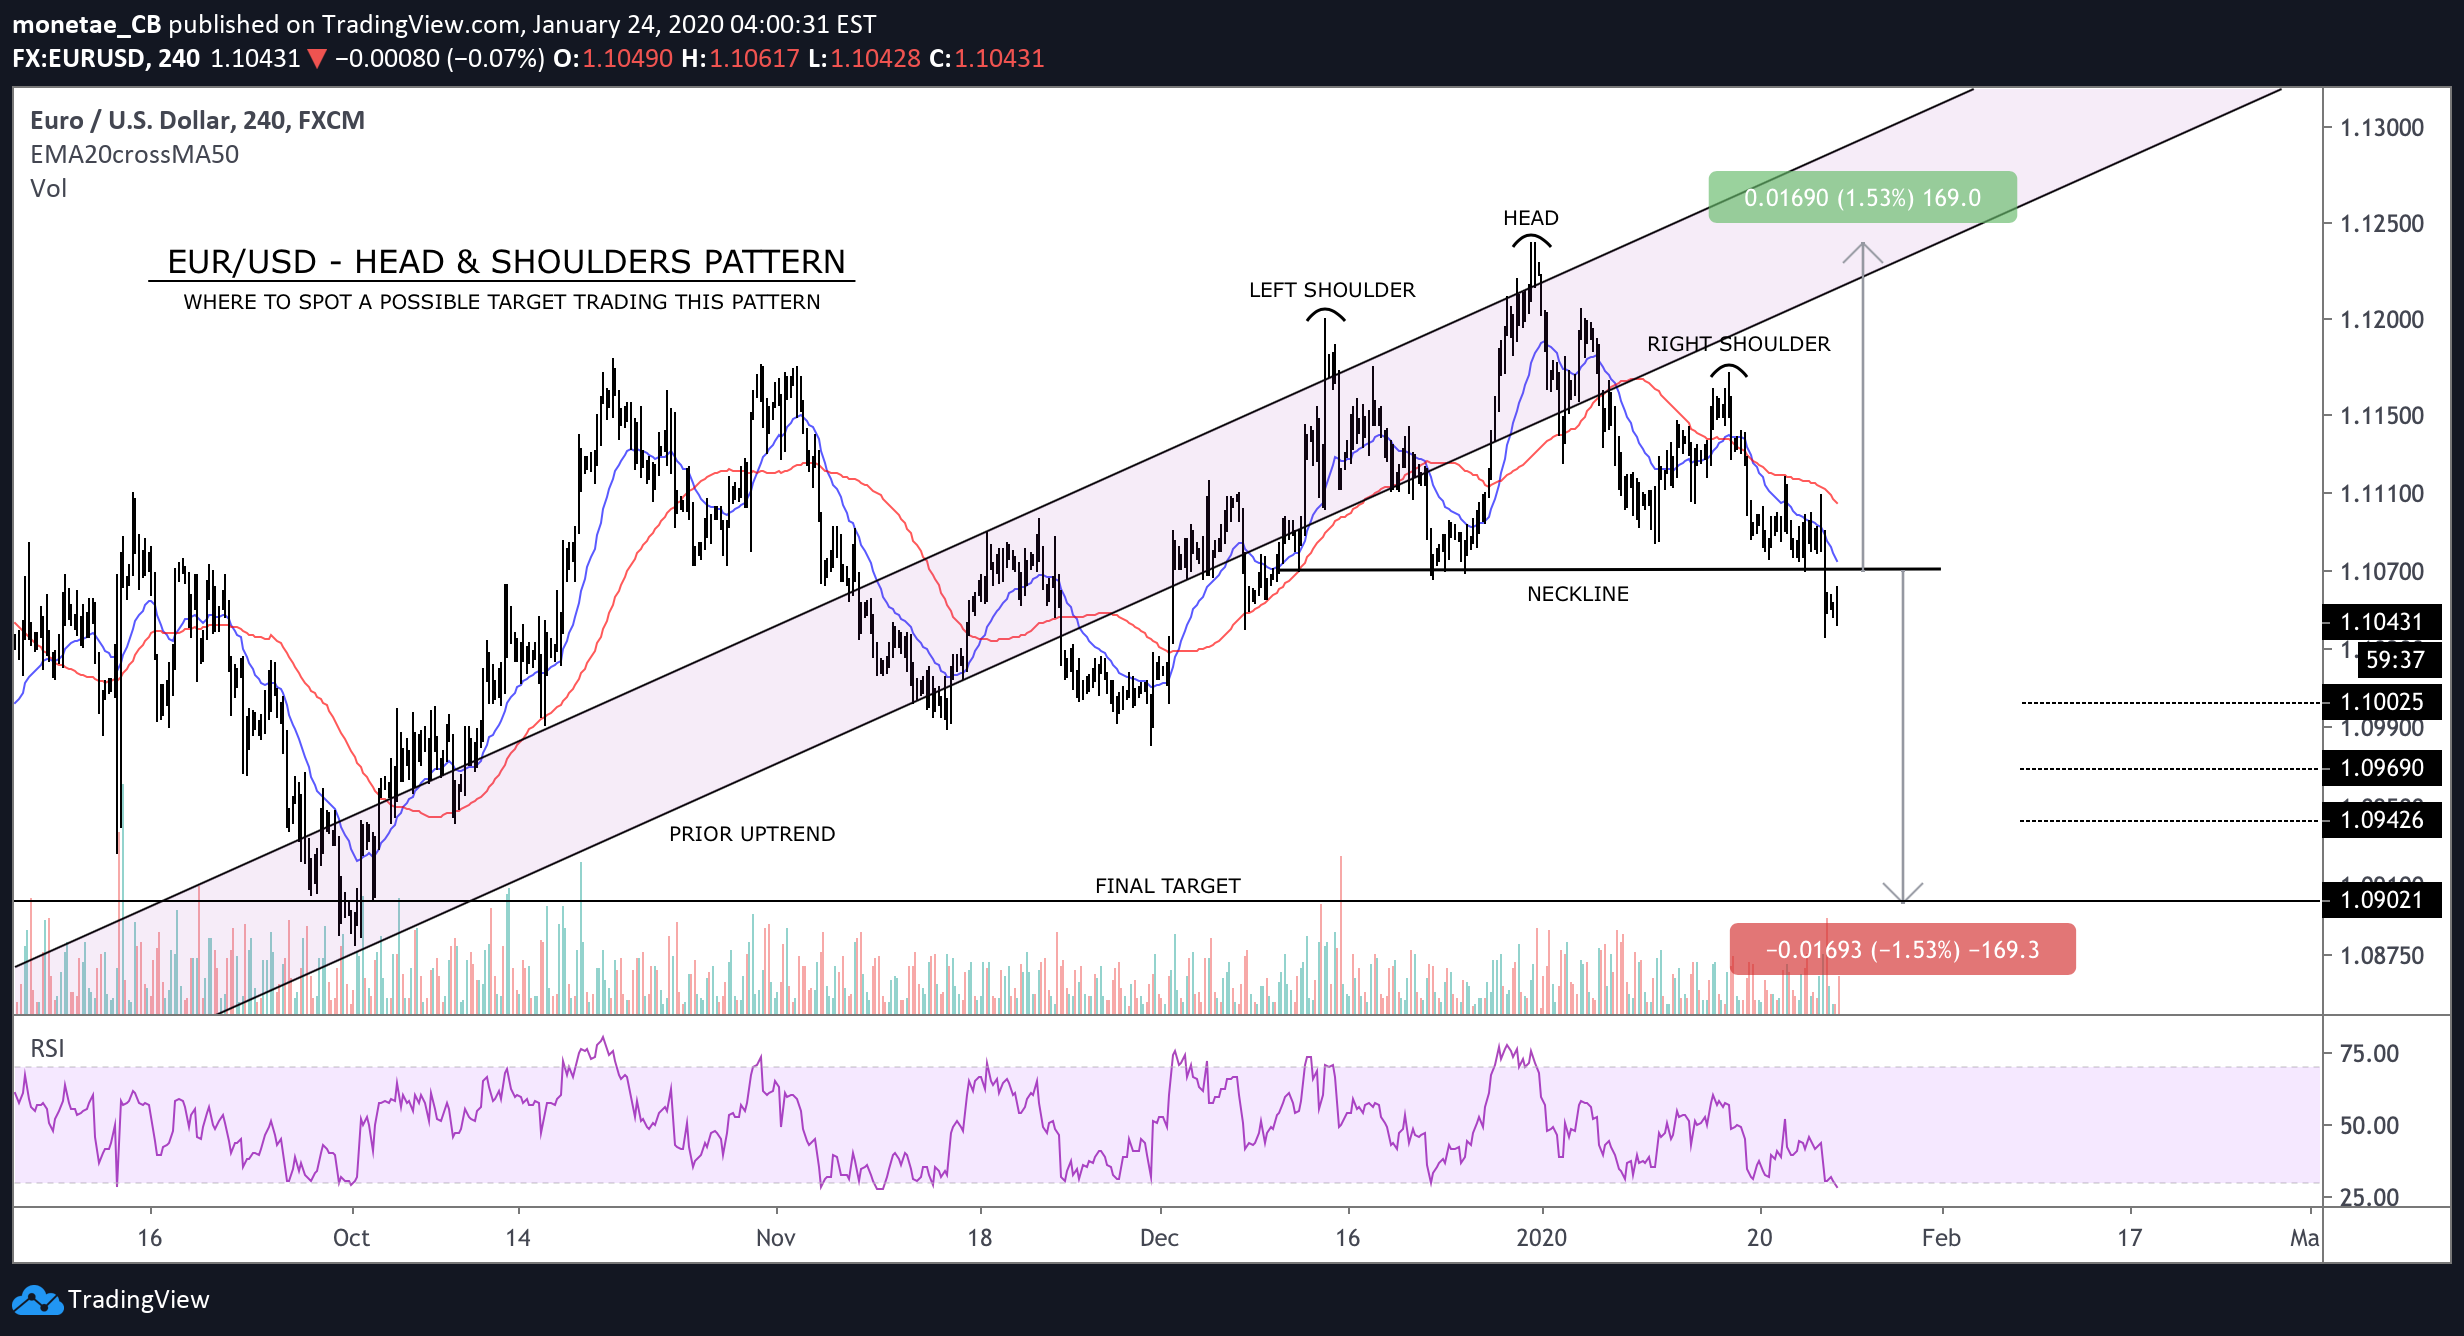 monetae_CB published on TradingView.com, January 24, 2020 04:00:31 EST
FX:EURUSD, 240 1.10431 ▼ −0.00080 (−0.07%) O:1.10490 H:1.10617 L:1.10428 C:1.10431
Euro / U.S. Dollar, 240, FXCM
EMA20crossMA50
Vol
EUR/USD - HEAD & SHOULDERS PATTERN
WHERE TO SPOT A POSSIBLE TARGET TRADING THIS PATTERN
LEFT SHOULDER
HEAD
RIGHT SHOULDER
0.01690 (1.53%) 169.0
NECKLINE
PRIOR UPTREND
FINAL TARGET
−0.01693 (−1.53%) −169.3
1.13000
1.12500
1.12000
1.11500
1.11100
1.10700
1.10431
59:37
1.10025
1.09900
1.09690
1.09426
1.09021
1.08750
RSI
75.00
50.00
25.00
16 Oct 14 Nov 18 Dec 16 2020 20 Feb 17 Ma
TradingView